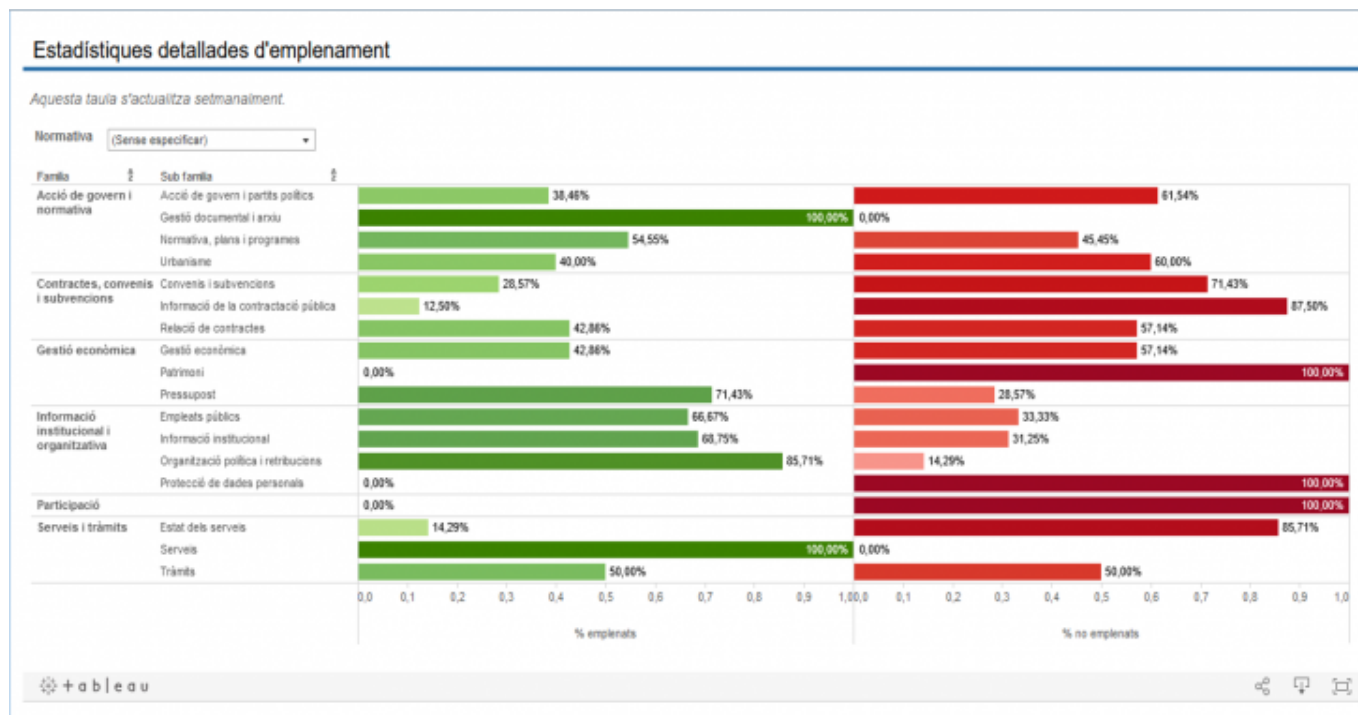 Estadístiques detallades d'emplenament
Aquesta taula s'actualitza setmanalment.
Normativa (Sense especificar)
Familia Sub familia
Acció de govern i normativa
Acció de govern i partits polítics 38,46% 61,54%
Gestió documental i arxiu 100,00% 0,00%
Normativa, plans i programes 54,55% 45,45%
Urbanisme 40,00% 60,00%
Contractes, convenis i subvencions
Convenis i subvencions 28,57% 71,43%
Informació de la contractació pública 12,50% 87,50%
Relació de contractes 42,86% 57,14%
Gestió econòmica
Gestió econòmica 42,86% 57,14%
Patrimoni 0,00% 100,00%
Pressupost 71,43% 28,57%
Informació institucional i organitzativa
Empleats públics 66,67% 33,33%
Informació institucional 68,75% 31,25%
Organització política i retribucions 85,71% 14,29%
Protecció de dades personals 0,00% 100,00%
Participació 0,00% 100,00%
Serveis i tràmits
Estat dels serveis 14,29% 85,71%
Serveis 100,00% 0,00%
Tràmits 50,00% 50,00%
0,0 0,1 0,2 0,3 0,4 0,5 0,6 0,7 0,8 0,9 1,0 0,0 0,1 0,2 0,3 0,4 0,5 0,6 0,7 0,8 0,9 1,0
% emplenats % no emplenats
+ableau